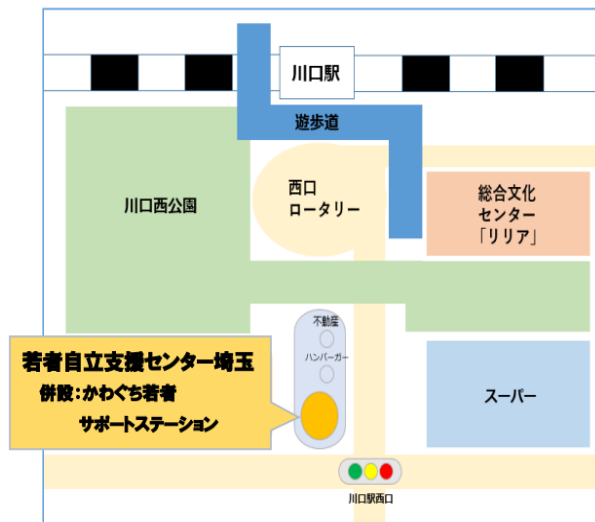 川口駅
遊歩道
川口西公園
西口
ロータリー
総合文化
センター
「リリア」
不動産
ハンバーガー
若者自立支援センター埼玉
併設：かわぐち若者
サポートステーション
スーパー
川口駅西口